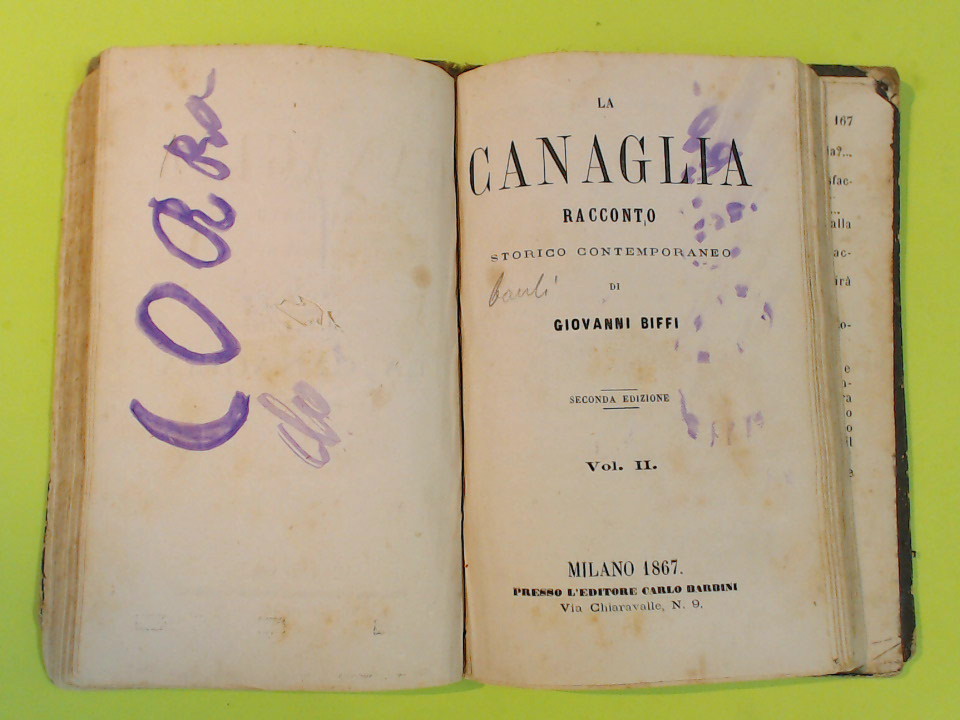 LA
CANAGLIA
RACCONTO
STORICO CONTEMPORANEO
DI
GIOVANNI BIFFI
SECONDA EDIZIONE
Vol. II.
MILANO 1867.
PRESSO L'EDITORE CARLO BARBINI
Via Chiaravalle, N. 9.
167